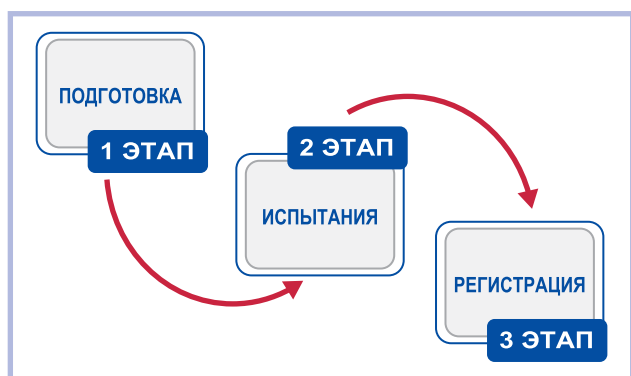 ПОДГОТОВКА
1 ЭТАП
2 ЭТАП
ИСПЫТАНИЯ
РЕГИСТРАЦИЯ
3 ЭТАП